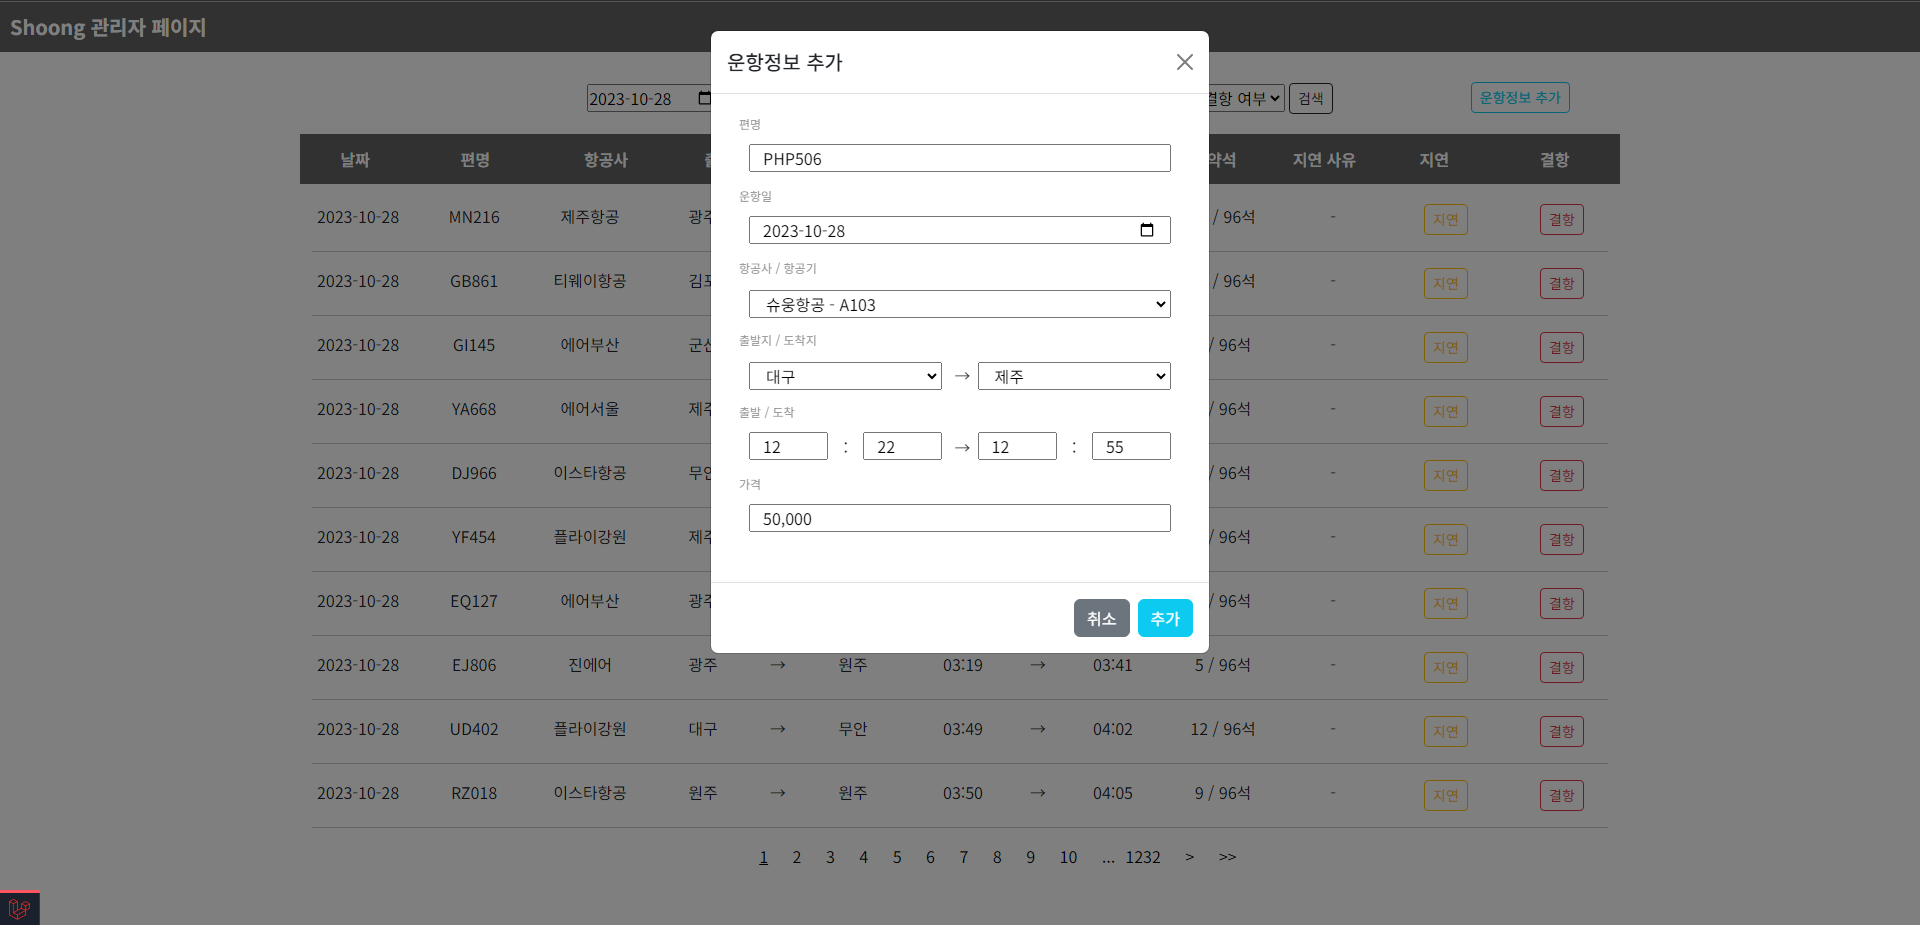 Shoong 관리자 페이지
운항정보 추가
2023-10-28 결항 여부 검색 운항정보 추가
편명
PHP506
운항일
2023-10-28
항공사 / 항공기
슈웅항공 - A103
출발지 / 도착지
대구 → 제주
출발 / 도착
12 : 22 → 12 : 55
가격
50,000
취소 추가
날짜 편명 항공사 약석 지연 사유 지연 결항
2023-10-28 MN216 제주항공 광주 / 96석 - 지연 결항
2023-10-28 GB861 티웨이항공 김포 / 96석 - 지연 결항
2023-10-28 GI145 에어부산 군산 / 96석 - 지연 결항
2023-10-28 YA668 에어서울 제주 / 96석 - 지연 결항
2023-10-28 DJ966 이스타항공 무안 / 96석 - 지연 결항
2023-10-28 YF454 플라이강원 제주 / 96석 - 지연 결항
2023-10-28 EQ127 에어부산 광주 / 96석 - 지연 결항
2023-10-28 EJ806 진에어 광주 → 원주 03:19 → 03:41 5 / 96석 - 지연 결항
2023-10-28 UD402 플라이강원 대구 → 무안 03:49 → 04:02 12 / 96석 - 지연 결항
2023-10-28 RZ018 이스타항공 원주 → 원주 03:50 → 04:05 9 / 96석 - 지연 결항
1 2 3 4 5 6 7 8 9 10 ... 1232 > >>